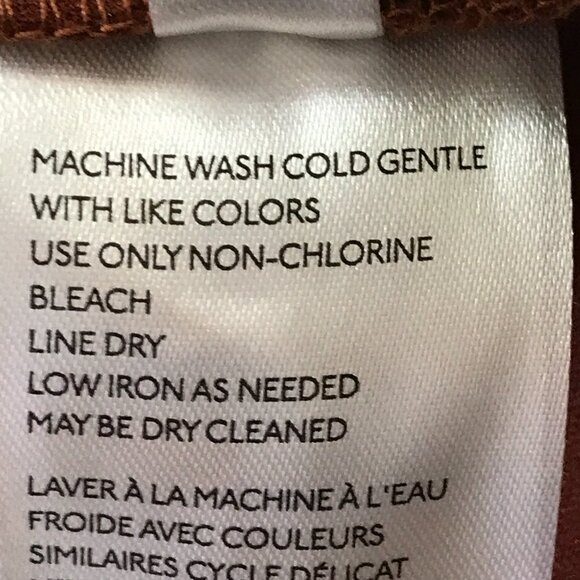 MACHINE WASH COLD GENTLE
WITH LIKE COLORS
USE ONLY NON-CHLORINE
BLEACH
LINE DRY
LOW IRON AS NEEDED
MAY BE DRY CLEANED
LAVER À LA MACHINE À L'EAU
FROIDE AVEC COULEURS
SIMILAIRES CYCLE DÉLICAT